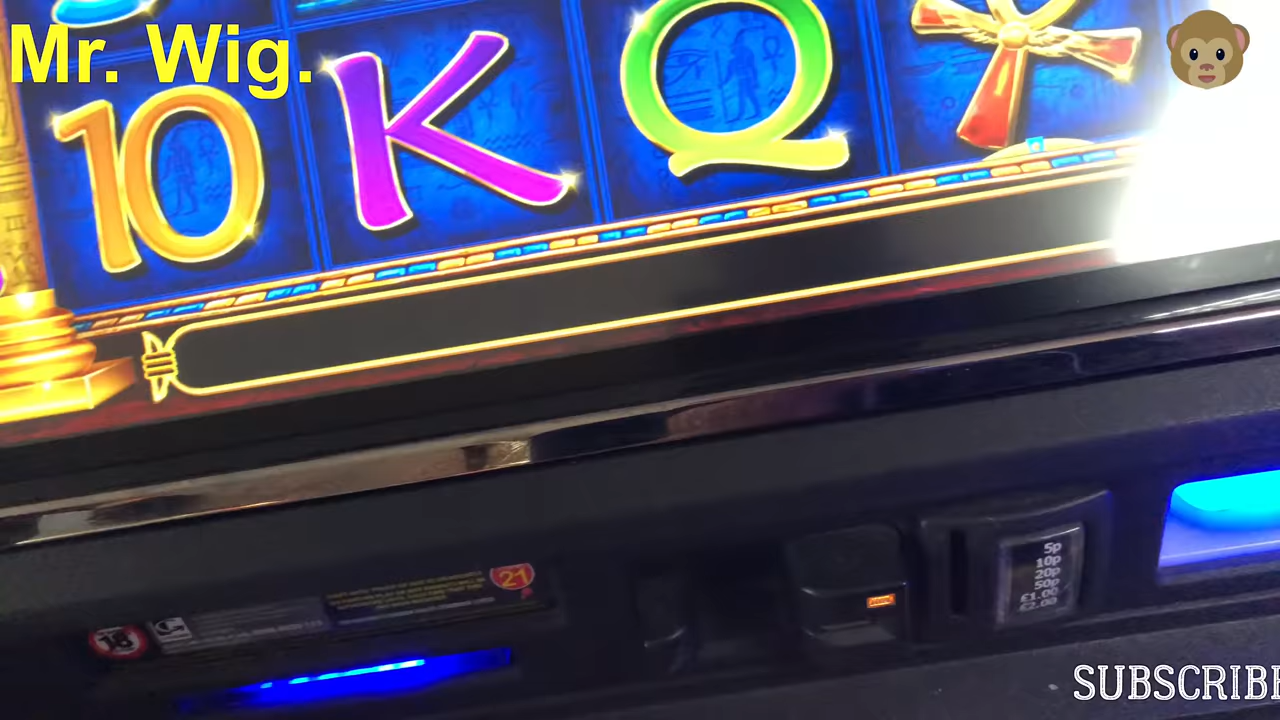 Mr. Wig.
10
K
Q
21
18
5p
10p
20p
50p
£1.00
£2.00
SUBSCRIBE